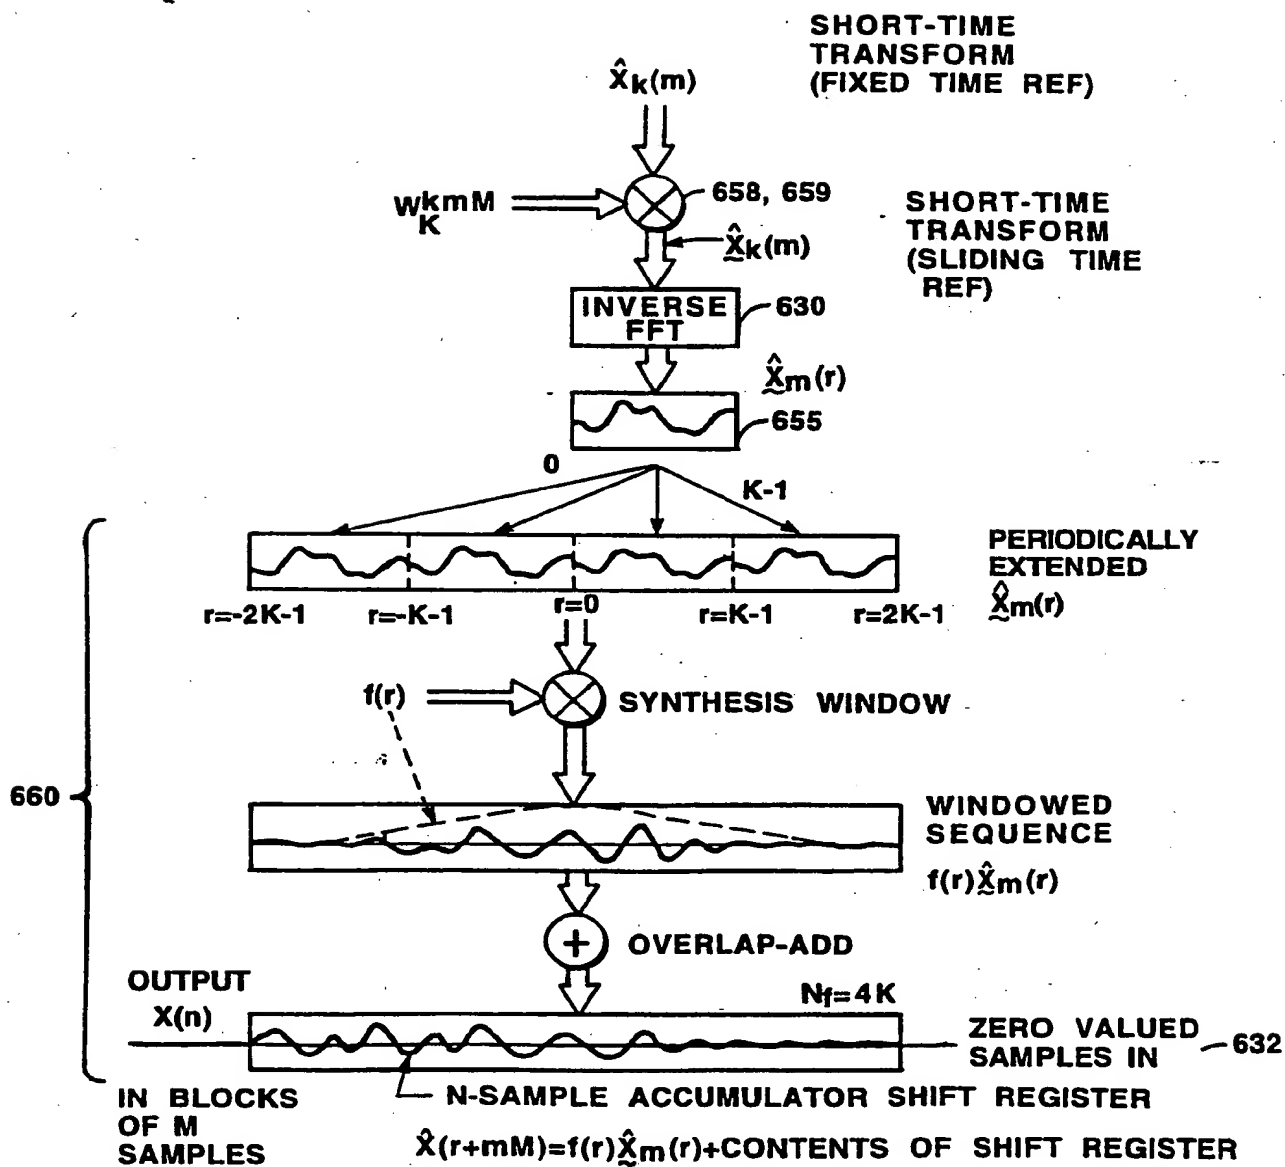 SHORT-TIME
TRANSFORM
(FIXED TIME REF)
X̂k(m)
W_K^kmM
658, 659
X̰̂k(m)
SHORT-TIME
TRANSFORM
(SLIDING TIME
REF)
INVERSE
FFT
630
X̰̂m(r)
655
0
K-1
PERIODICALLY
EXTENDED
X̰̂m(r)
r=-2K-1
r=-K-1
r=0
r=K-1
r=2K-1
f(r)
SYNTHESIS WINDOW
660
WINDOWED
SEQUENCE
f(r)X̰̂m(r)
+
OVERLAP-ADD
OUTPUT
X(n)
Nf=4K
ZERO VALUED
SAMPLES IN
632
IN BLOCKS
OF M
SAMPLES
N-SAMPLE ACCUMULATOR SHIFT REGISTER
X̂(r+mM)=f(r)X̰̂m(r)+CONTENTS OF SHIFT REGISTER